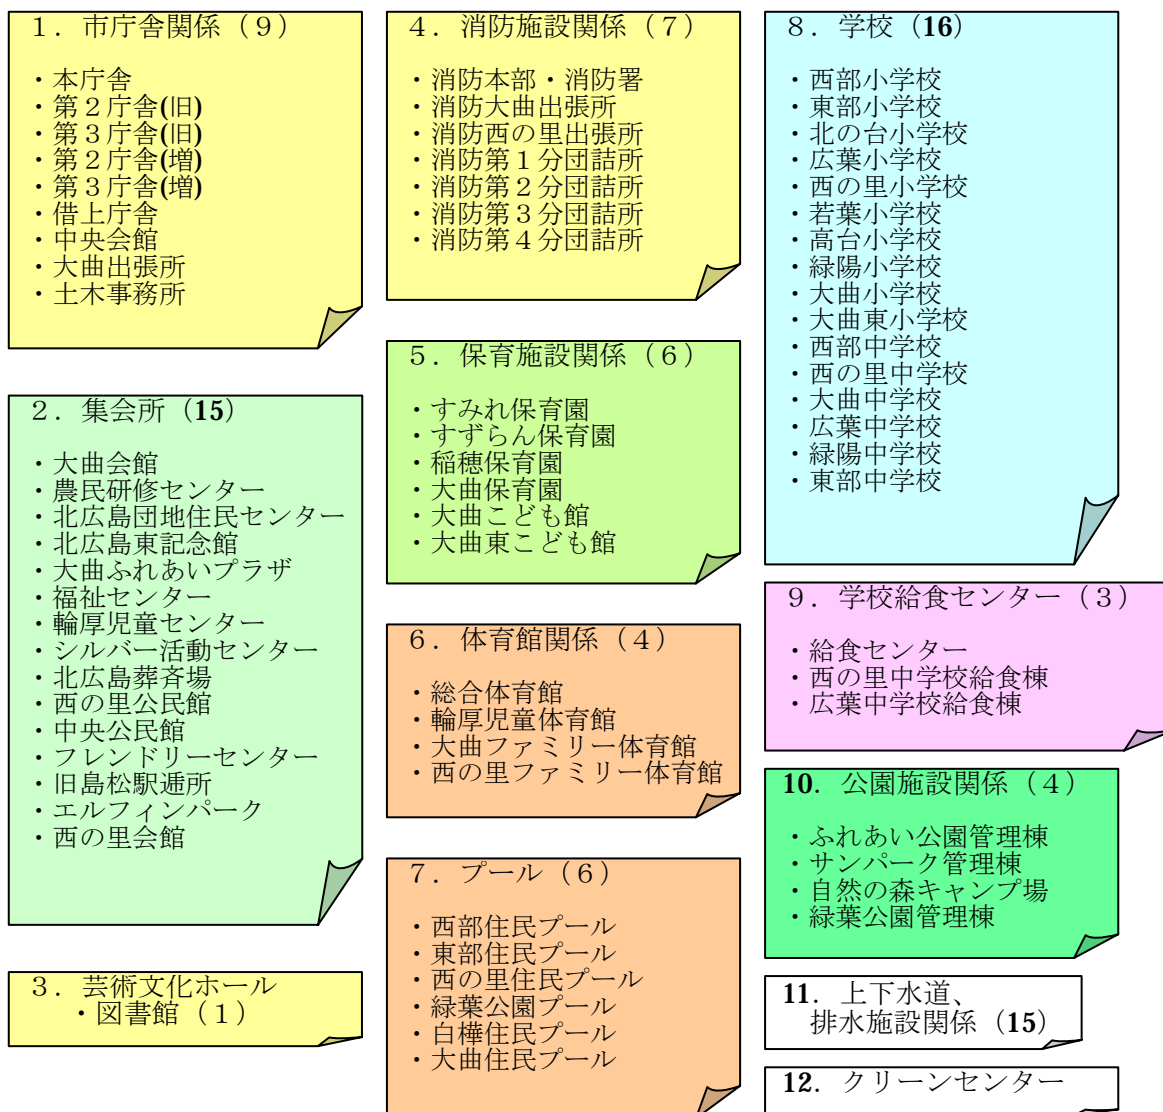 １．市庁舎関係（９）
・本庁舎
・第２庁舎(旧)
・第３庁舎(旧)
・第２庁舎(増)
・第３庁舎(増)
・借上庁舎
・中央会館
・大曲出張所
・土木事務所
２．集会所（15）
・大曲会館
・農民研修センター
・北広島団地住民センター
・北広島東記念館
・大曲ふれあいプラザ
・福祉センター
・輪厚児童センター
・シルバー活動センター
・北広島葬斉場
・西の里公民館
・中央公民館
・フレンドリーセンター
・旧島松駅逓所
・エルフィンパーク
・西の里会館
３．芸術文化ホール
・図書館（１）
４．消防施設関係（７）
・消防本部・消防署
・消防大曲出張所
・消防西の里出張所
・消防第１分団詰所
・消防第２分団詰所
・消防第３分団詰所
・消防第４分団詰所
５．保育施設関係（６）
・すみれ保育園
・すずらん保育園
・稲穂保育園
・大曲保育園
・大曲こども館
・大曲東こども館
６．体育館関係（４）
・総合体育館
・輪厚児童体育館
・大曲ファミリー体育館
・西の里ファミリー体育館
７．プール（６）
・西部住民プール
・東部住民プール
・西の里住民プール
・緑葉公園プール
・白樺住民プール
・大曲住民プール
８．学校（16）
・西部小学校
・東部小学校
・北の台小学校
・広葉小学校
・西の里小学校
・若葉小学校
・高台小学校
・緑陽小学校
・大曲小学校
・大曲東小学校
・西部中学校
・西の里中学校
・大曲中学校
・広葉中学校
・緑陽中学校
・東部中学校
９．学校給食センター（３）
・給食センター
・西の里中学校給食棟
・広葉中学校給食棟
10．公園施設関係（４）
・ふれあい公園管理棟
・サンパーク管理棟
・自然の森キャンプ場
・緑葉公園管理棟
11．上下水道、
排水施設関係（15）
12．クリーンセンター